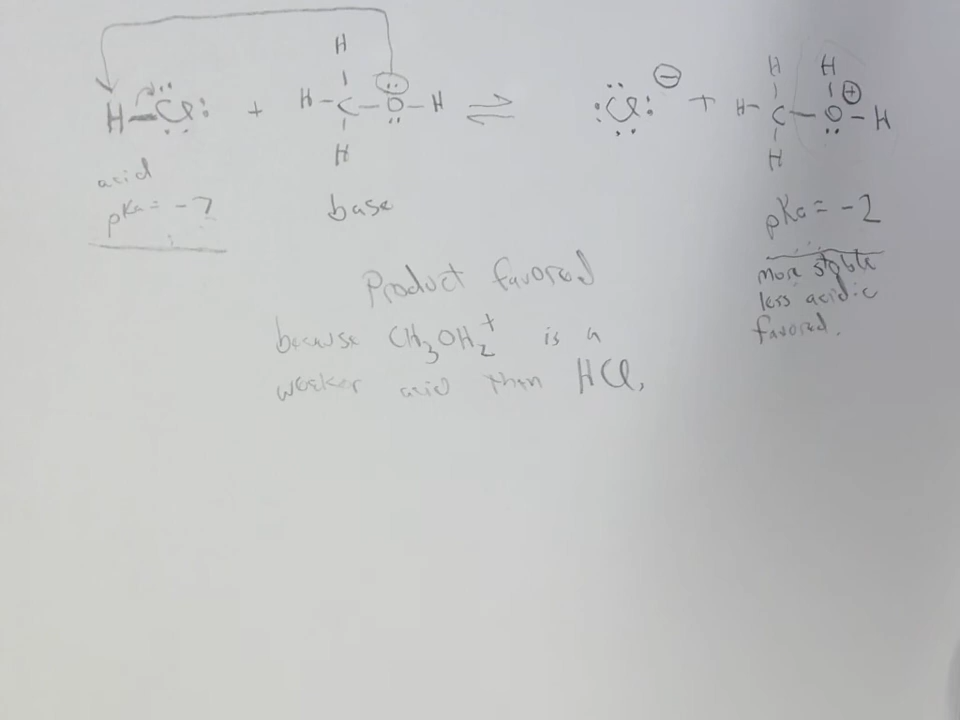 H
H
H
H–Cl + H–C–O–H ⇌ Cl ⊖ + H–C–O–H ⊕
H
H
acid
pKa = -7
base
pKa = -2
Product favored
because CH3OH2+ is a
weaker acid than HCl,
more stable
less acidic
favored.